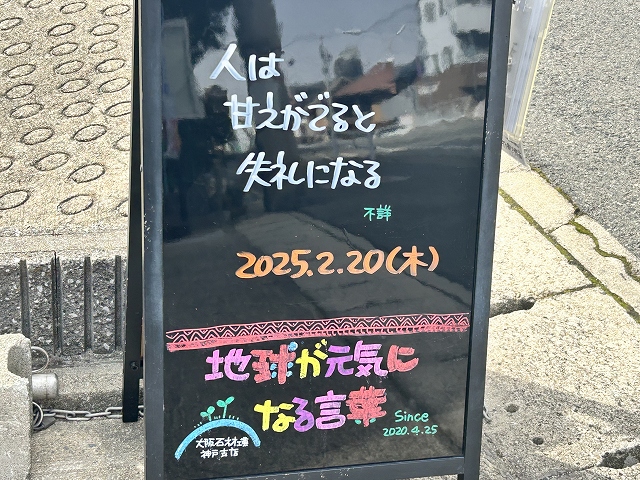 人は
甘えがでると
失礼になる
不詳
2025.2.20(木)
地球が元気に
なる言葉
Since
2020.4.25
大阪石材工業
神戸支店